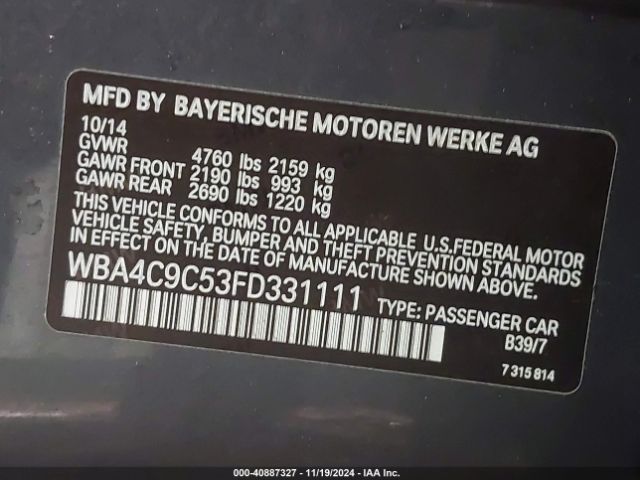 MFD BY BAYERISCHE MOTOREN WERKE AG
10/14
GVWR 4760 lbs 2159 kg
GAWR FRONT 2190 lbs 993 kg
GAWR REAR 2690 lbs 1220 kg
THIS VEHICLE CONFORMS TO ALL APPLICABLE U.S.FEDERAL MOTOR
VEHICLE SAFETY, BUMPER, AND THEFT PREVENTION STANDARDS
IN EFFECT ON THE DATE OF MANUFACTURE SHOWN ABOVE.
WBA4C9C53FD331111 TYPE: PASSENGER CAR
B39/7
7 315 814
000-40887327 - 11/19/2024 - IAAI.CA